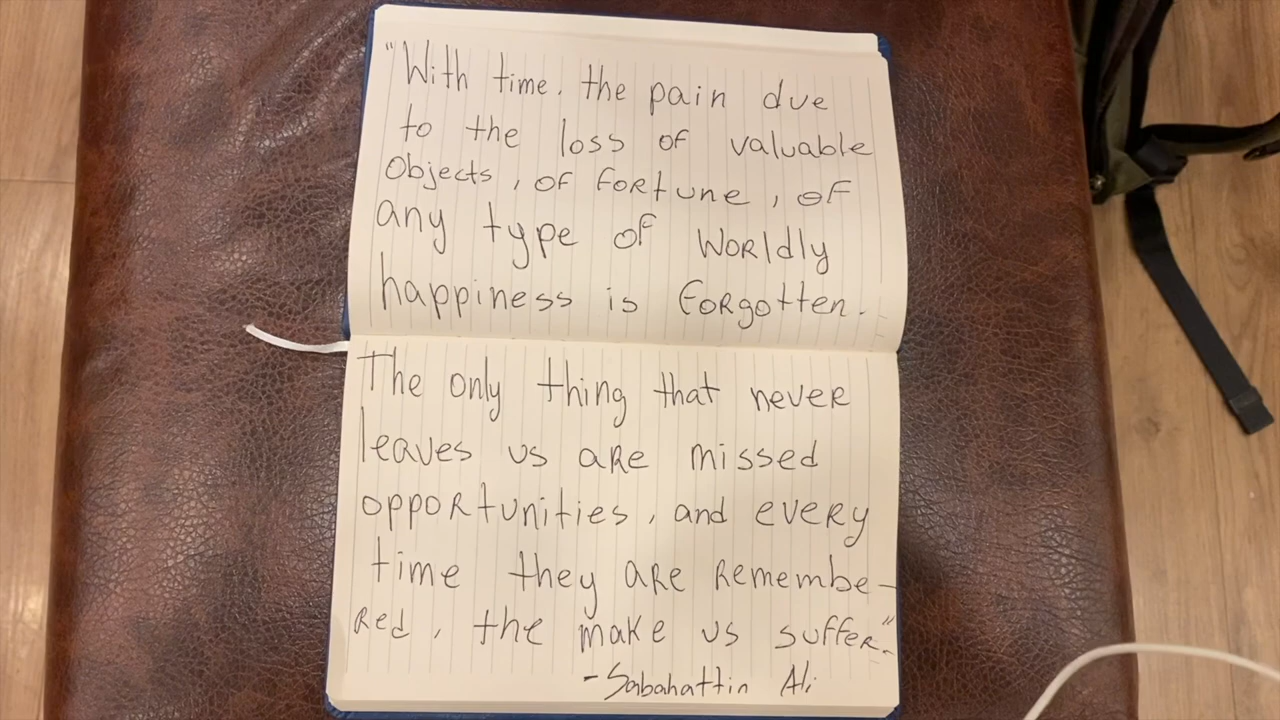 "With time, the pain due
to the loss of valuable
objects, of fortune, of
any type of worldly
happiness is forgotten.
The only thing that never
leaves us are missed
opportunities, and every
time they are remembe-
red, the make us suffer."
-Sabahattin Ali